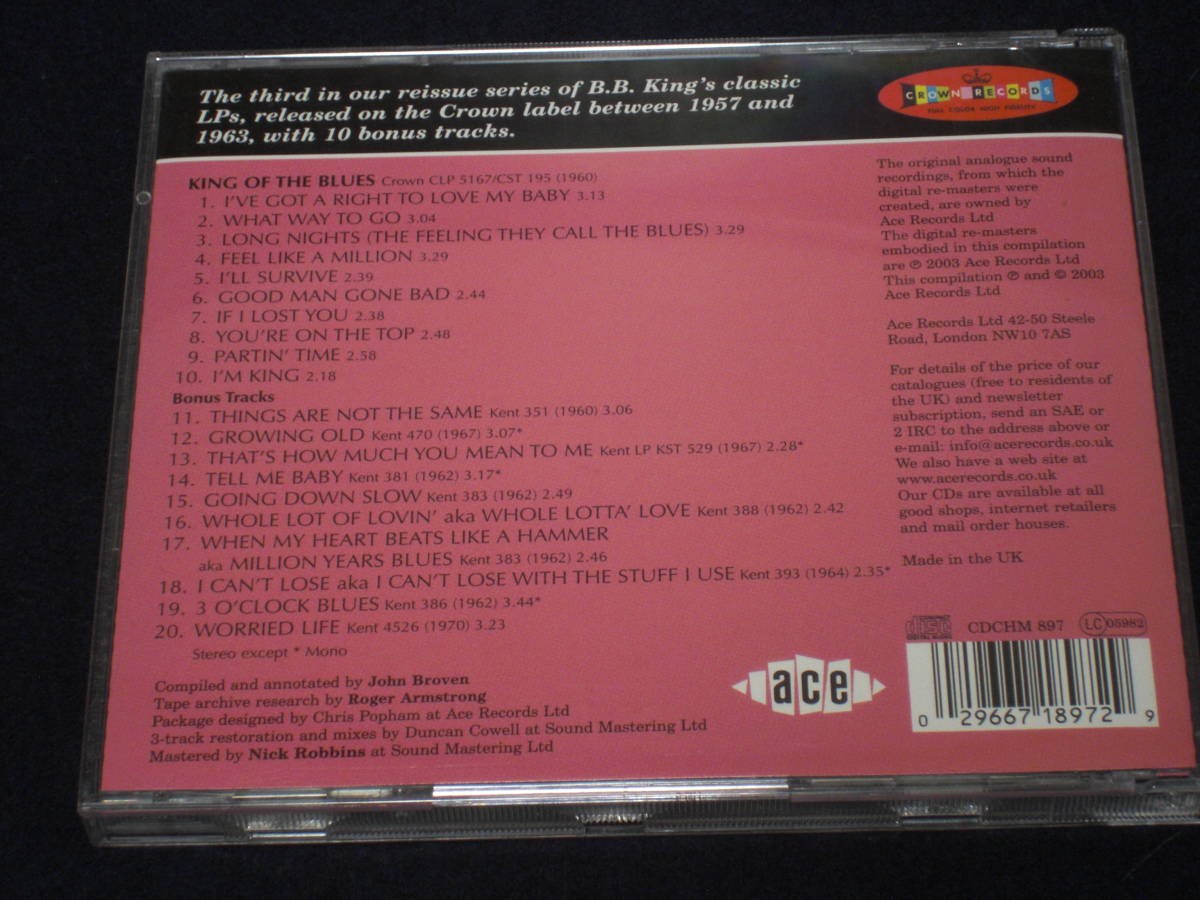 The third in our reissue series of B.B. King's classic
LPs, released on the Crown label between 1957 and
1963, with 10 bonus tracks.
CROWN RECORDS
FULL COLOR HIGH FIDELITY
KING OF THE BLUES Crown CLP 5167/CST 195 (1960)
1. I'VE GOT A RIGHT TO LOVE MY BABY 3.13
2. WHAT WAY TO GO 3.04
3. LONG NIGHTS (THE FEELING THEY CALL THE BLUES) 3.29
4. FEEL LIKE A MILLION 3.29
5. I'LL SURVIVE 2.39
6. GOOD MAN GONE BAD 2.44
7. IF I LOST YOU 2.38
8. YOU'RE ON THE TOP 2.48
9. PARTIN' TIME 2.58
10. I'M KING 2.18
Bonus Tracks
11. THINGS ARE NOT THE SAME Kent 351 (1960) 3.06
12. GROWING OLD Kent 470 (1967) 3.07*
13. THAT'S HOW MUCH YOU MEAN TO ME Kent LP KST 529 (1967) 2.28*
14. TELL ME BABY Kent 381 (1962) 3.17*
15. GOING DOWN SLOW Kent 383 (1962) 2.49
16. WHOLE LOT OF LOVIN' aka WHOLE LOTTA' LOVE Kent 388 (1962) 2.42
17. WHEN MY HEART BEATS LIKE A HAMMER
aka MILLION YEARS BLUES Kent 383 (1962) 2.46
18. I CAN'T LOSE aka I CAN'T LOSE WITH THE STUFF I USE Kent 393 (1964) 2.35*
19. 3 O'CLOCK BLUES Kent 386 (1962) 3.44*
20. WORRIED LIFE Kent 4526 (1970) 3.23
Stereo except * Mono
Compiled and annotated by John Broven
Tape archive research by Roger Armstrong
Package designed by Chris Popham at Ace Records Ltd
3-track restoration and mixes by Duncan Cowell at Sound Mastering Ltd
Mastered by Nick Robbins at Sound Mastering Ltd
The original analogue sound
recordings, from which the
digital re-masters were
created, are owned by
Ace Records Ltd
The digital re-masters
embodied in this compilation
are ℗ 2003 Ace Records Ltd
This compilation ℗ and © 2003
Ace Records Ltd
Ace Records Ltd 42-50 Steele
Road, London NW10 7AS
For details of the price of our
catalogues (free to residents of
the UK) and newsletter
subscription, send an SAE or
2 IRC to the address above or
e-mail: info@acerecords.co.uk
We also have a web site at
www.acerecords.co.uk
Our CDs are available at all
good shops, internet retailers
and mail order houses.
Made in the UK
disc CDCHM 897 LC 05982
ace
0 29667 18972 9